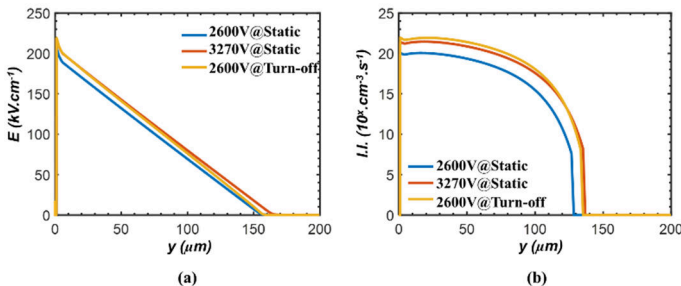 250
200
150
100
50
0
E (kV.cm⁻¹)
2600V@Static
3270V@Static
2600V@Turn-off
0 50 100 150 200
y (μm)
(a)
25
20
15
10
5
0
I.I. (10ˣ.cm⁻³.s⁻¹)
2600V@Static
3270V@Static
2600V@Turn-off
0 50 100 150 200
y (μm)
(b)